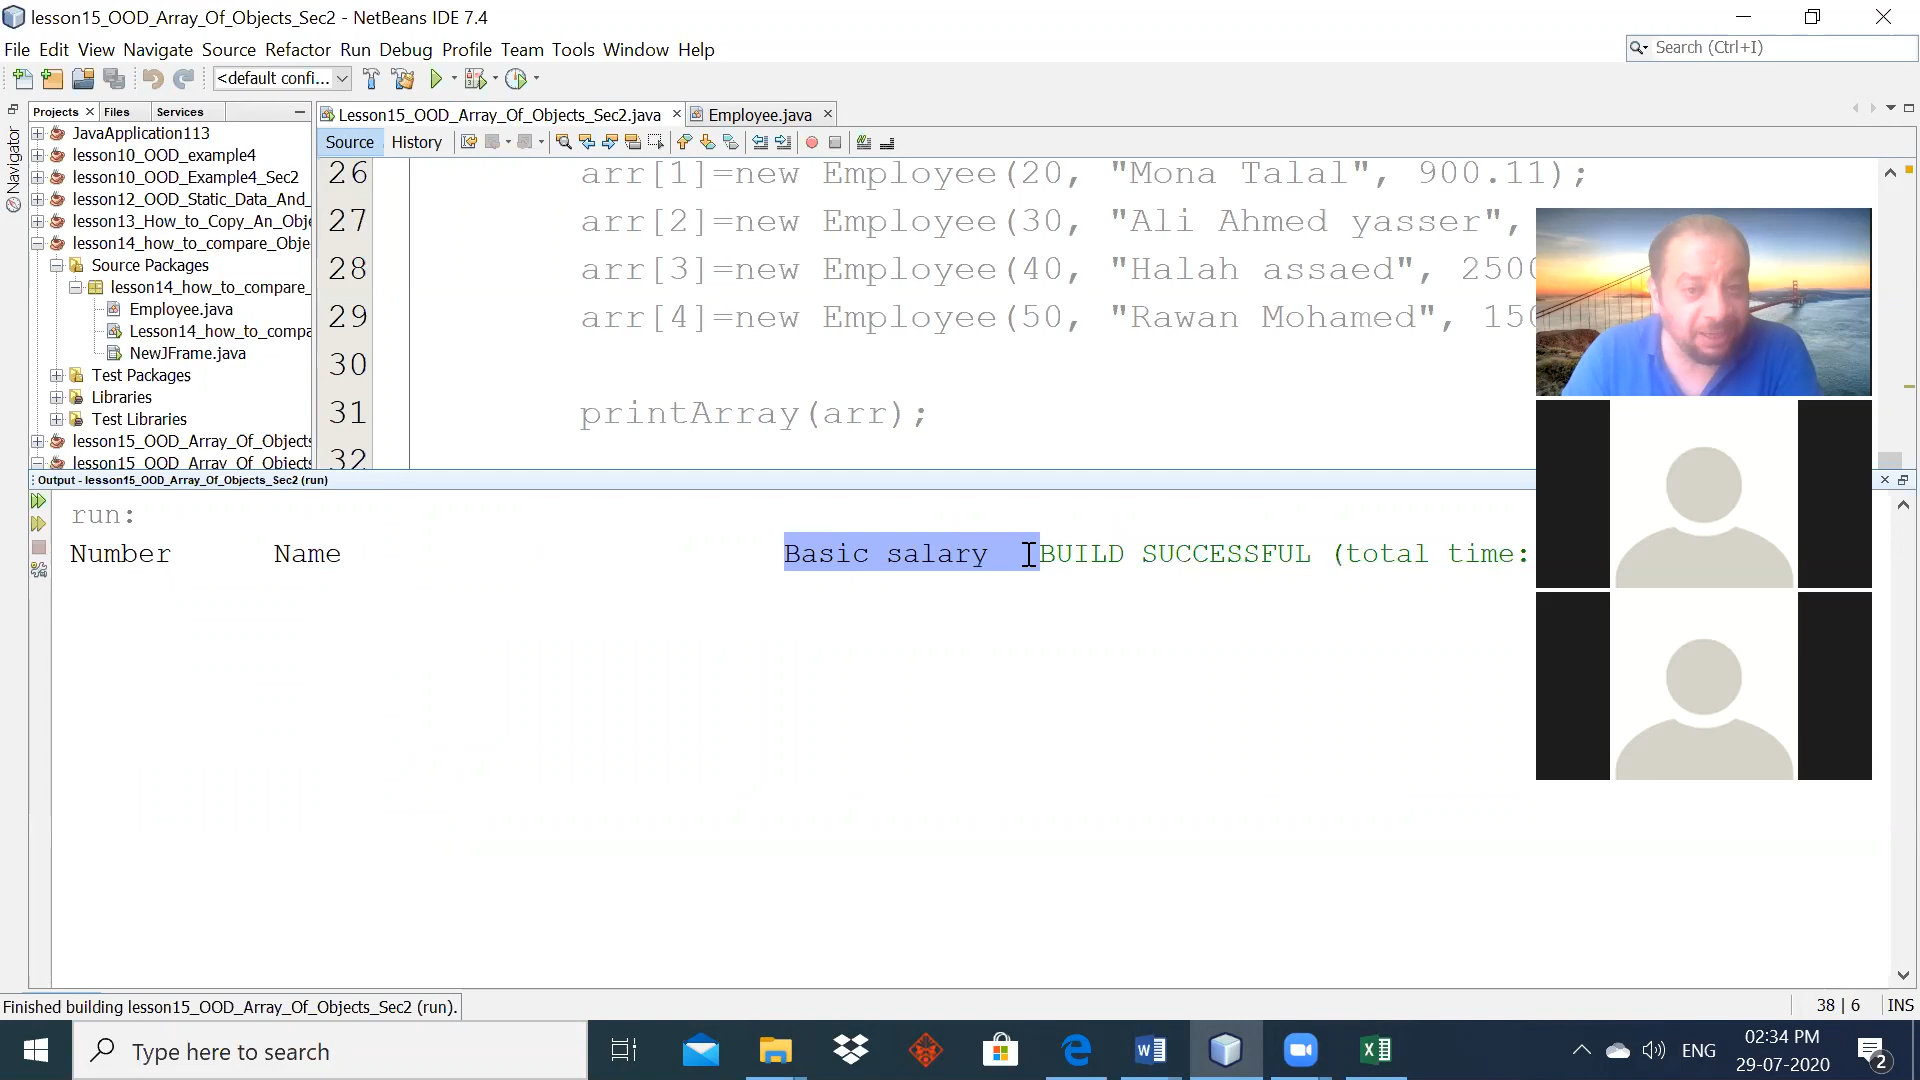 lesson15_OOD_Array_Of_Objects_Sec2 - NetBeans IDE 7.4
File Edit View Navigate Source Refactor Run Debug Profile Team Tools Window Help
Search (Ctrl+I)
<default confi...
Projects Files Services
Navigator
JavaApplication113
lesson10_OOD_example4
lesson10_OOD_Example4_Sec2
lesson12_OOD_Static_Data_And_
lesson13_How_to_Copy_An_Obje
lesson14_how_to_compare_Obje
Source Packages
lesson14_how_to_compare_
Employee.java
Lesson14_how_to_compa
NewJFrame.java
Test Packages
Libraries
Test Libraries
lesson15_OOD_Array_Of_Objects
lesson15_OOD_Array_Of_Objects
Lesson15_OOD_Array_Of_Objects_Sec2.java Employee.java
Source History
26 arr[1]=new Employee(20, "Mona Talal", 900.11);
27 arr[2]=new Employee(30, "Ali Ahmed yasser",
28 arr[3]=new Employee(40, "Halah assaed", 2500
29 arr[4]=new Employee(50, "Rawan Mohamed", 150
30
31 printArray(arr);
32
Output - lesson15_OOD_Array_Of_Objects_Sec2 (run)
run:
Number Name Basic salary BUILD SUCCESSFUL (total time:
Finished building lesson15_OOD_Array_Of_Objects_Sec2 (run).
38 | 6 INS
Type here to search
ENG
02:34 PM
29-07-2020
2